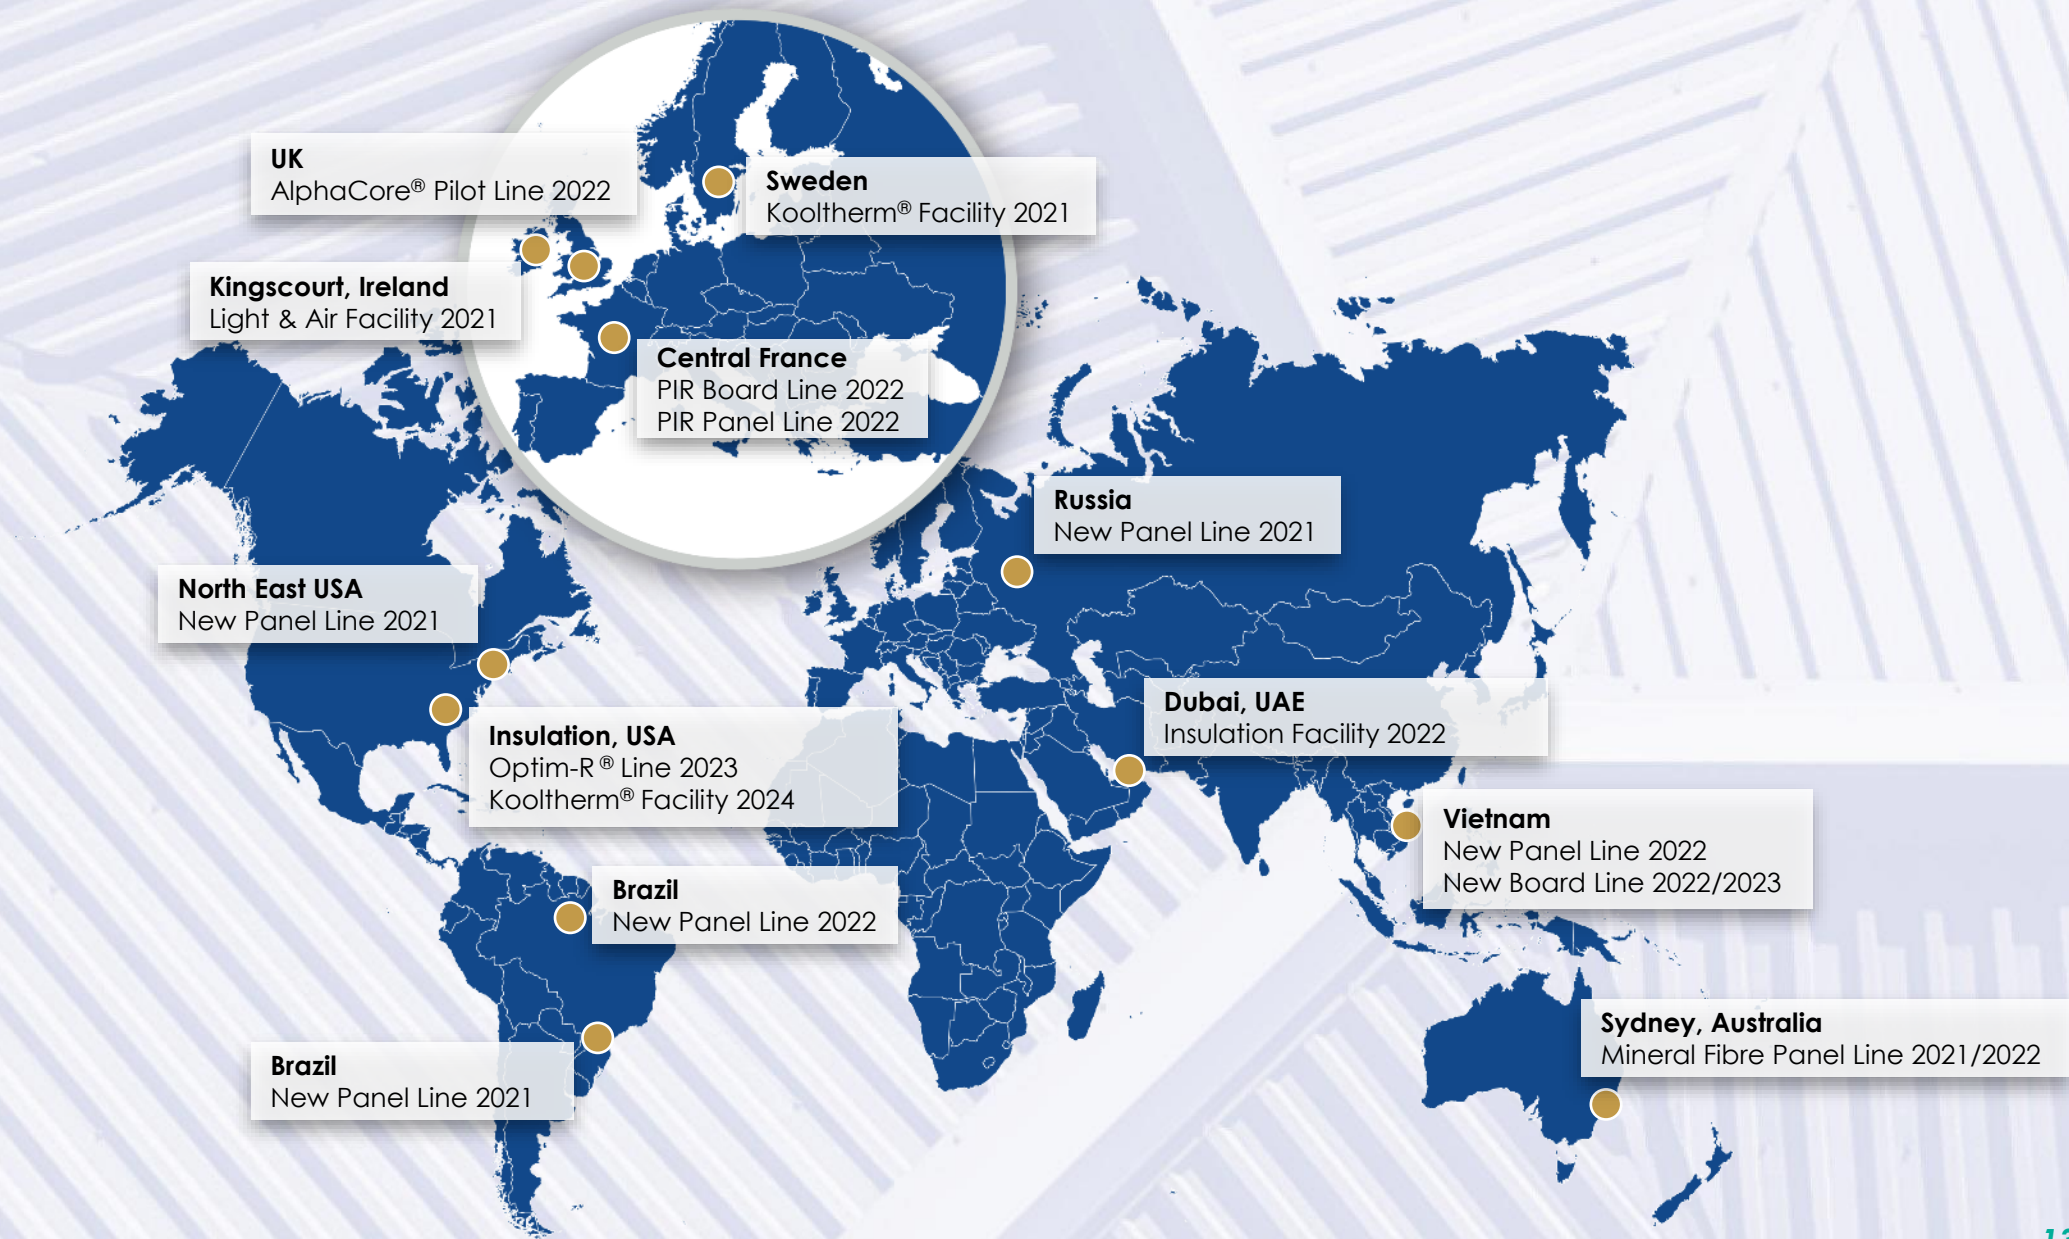 UK
AlphaCore® Pilot Line 2022
Sweden
Kooltherm® Facility 2021
Kingscourt, Ireland
Light & Air Facility 2021
Central France
PIR Board Line 2022
PIR Panel Line 2022
Russia
New Panel Line 2021
North East USA
New Panel Line 2021
Insulation, USA
Optim-R® Line 2023
Kooltherm® Facility 2024
Dubai, UAE
Insulation Facility 2022
Vietnam
New Panel Line 2022
New Board Line 2022/2023
Brazil
New Panel Line 2022
Sydney, Australia
Mineral Fibre Panel Line 2021/2022
Brazil
New Panel Line 2021